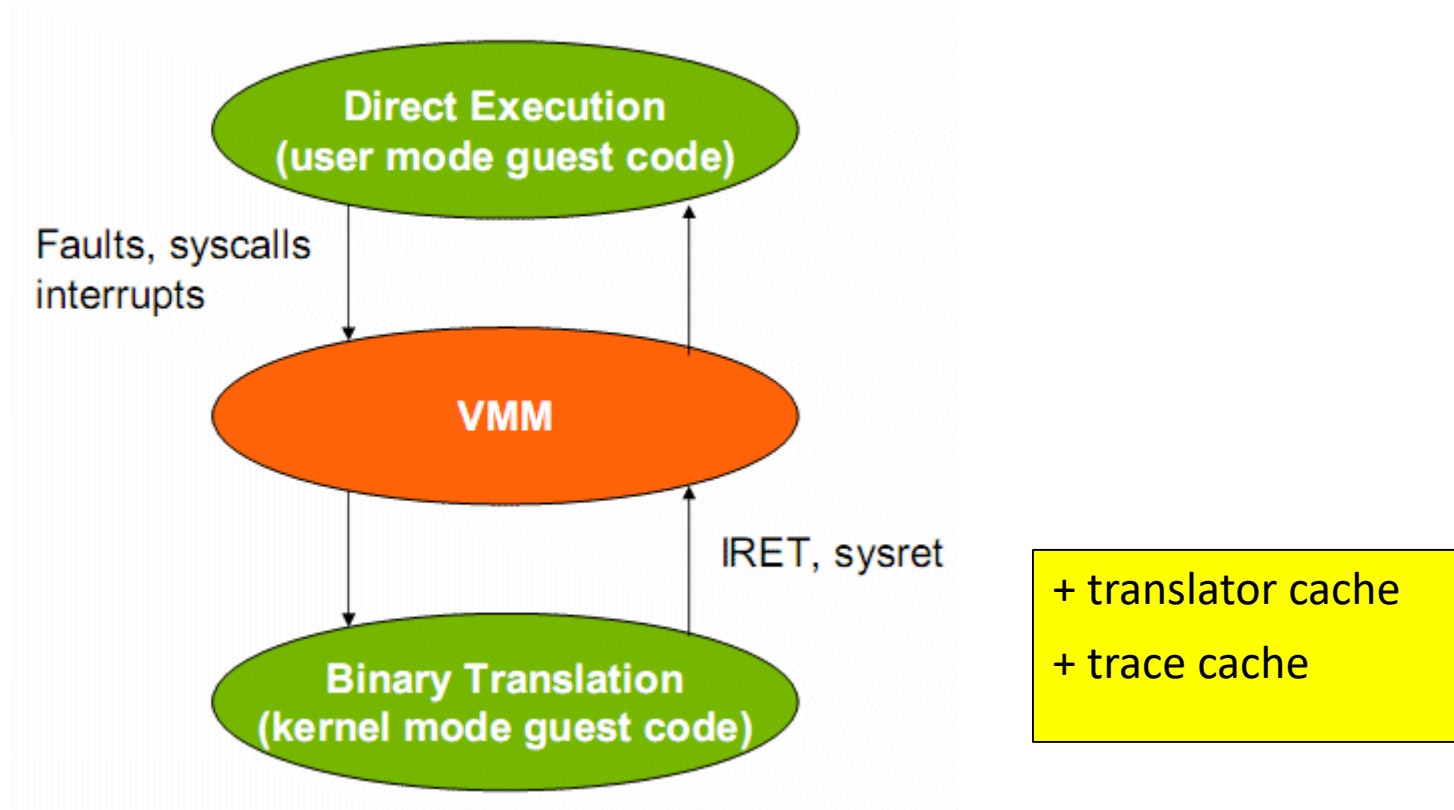 Direct Execution
(user mode guest code)
Faults, syscalls
interrupts
VMM
IRET, sysret
Binary Translation
(kernel mode guest code)
+ translator cache
+ trace cache